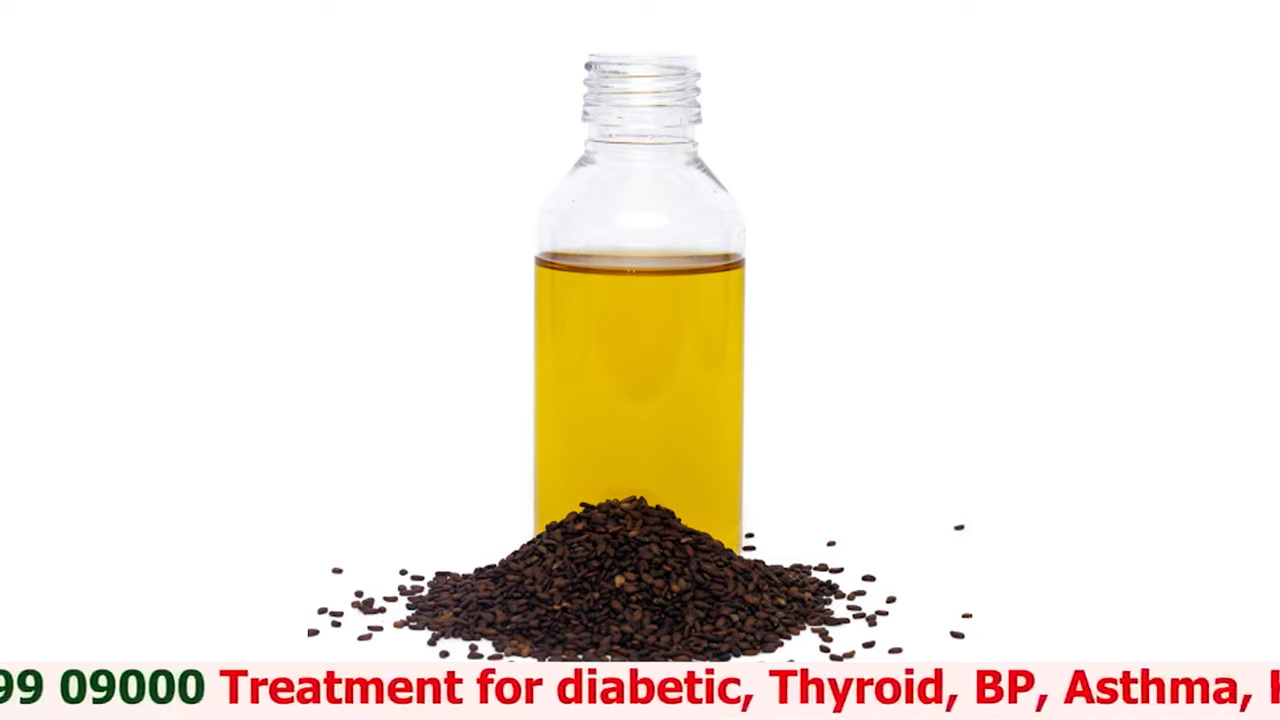 99 09000 Treatment for diabetic, Thyroid, BP, Asthma,